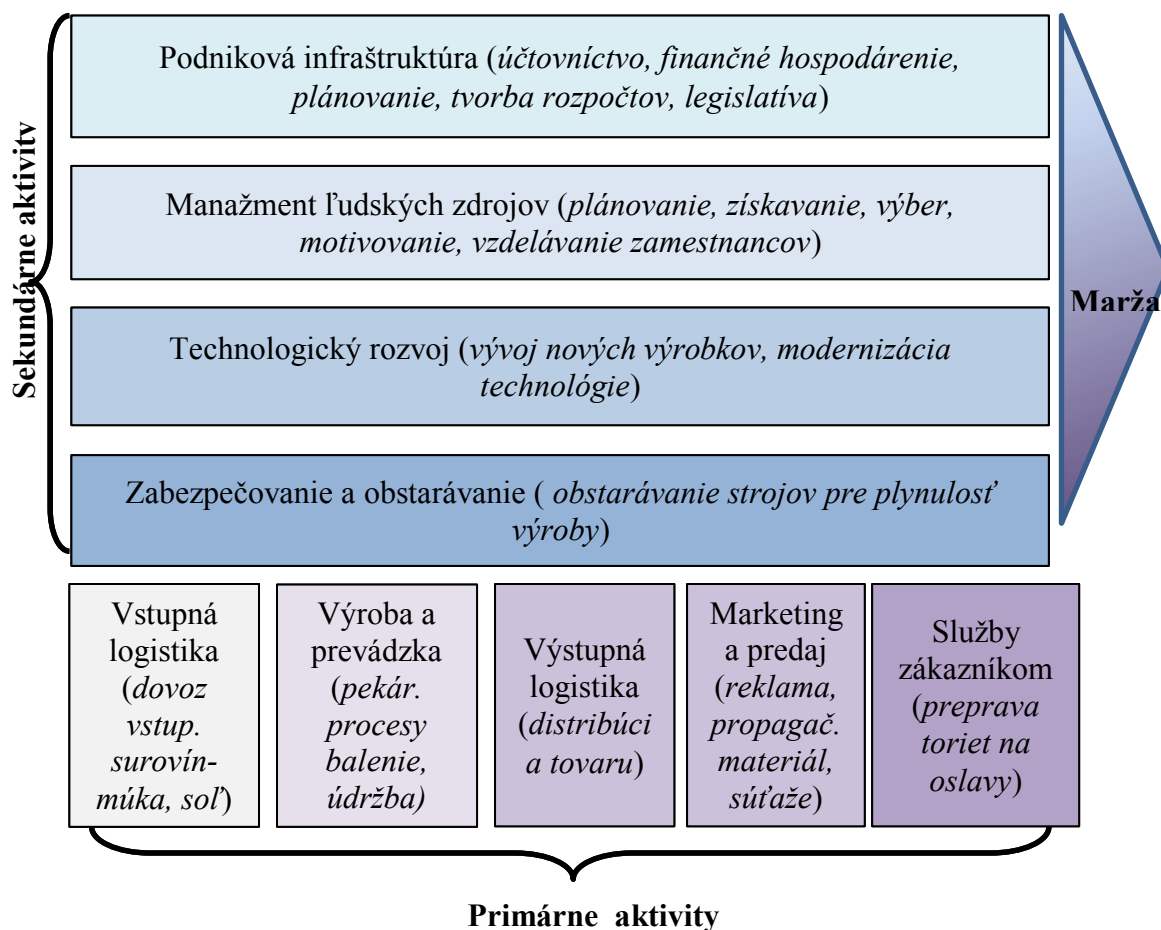 Podniková infraštruktúra (účtovníctvo, finančné hospodárenie,
plánovanie, tvorba rozpočtov, legislatíva)
Manažment ľudských zdrojov (plánovanie, získavanie, výber,
motivovanie, vzdelávanie zamestnancov)
Technologický rozvoj (vývoj nových výrobkov, modernizácia
technológie)
Zabezpečovanie a obstarávanie ( obstarávanie strojov pre plynulosť
výroby)
Sekundárne aktivity
Marža
Vstupná
logistika
(dovoz
vstup.
surovín-
múka, soľ)
Výroba a
prevádzka
(pekár.
procesy
balenie,
údržba)
Výstupná
logistika
(distribúci
a tovaru)
Marketing
a predaj
(reklama,
propagač.
materiál,
súťaže)
Služby
zákazníkom
(preprava
toriet na
oslavy)
Primárne aktivity